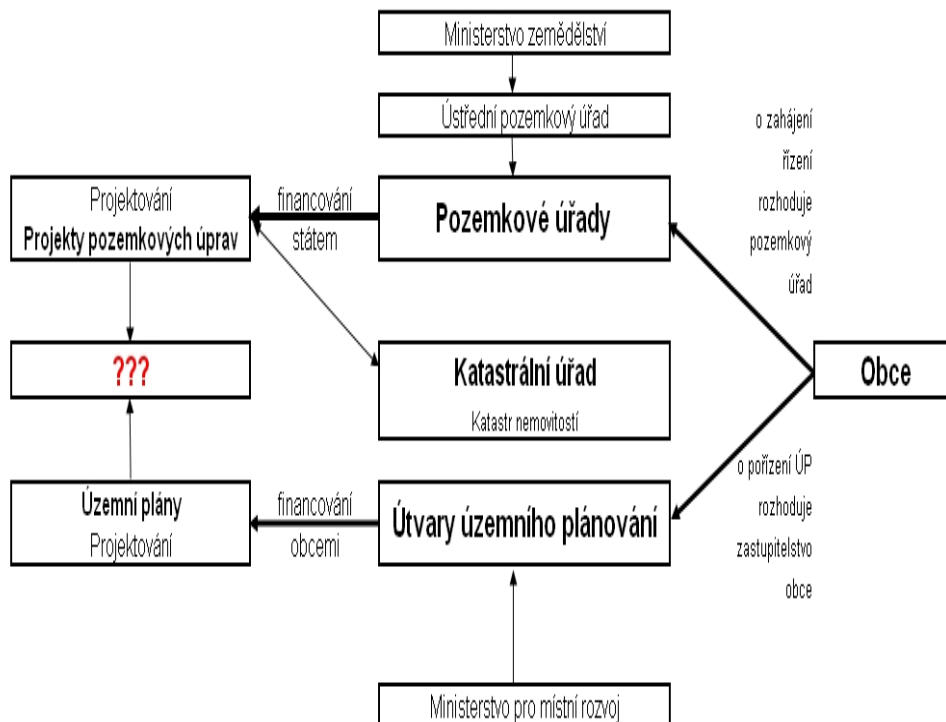 Ministerstvo zemědělství
Ústřední pozemkový úřad
o zahájení
řízení
rozhoduje
pozemkový
úřad
Projektování
Projekty pozemkových úprav
financování
státem
Pozemkové úřady
???
Katastrální úřad
Katastr nemovitostí
Obce
Územní plány
Projektování
financování
obcemi
Útvary územního plánování
o pořízení ÚP
rozhoduje
zastupitelstvo
obce
Ministerstvo pro místní rozvoj